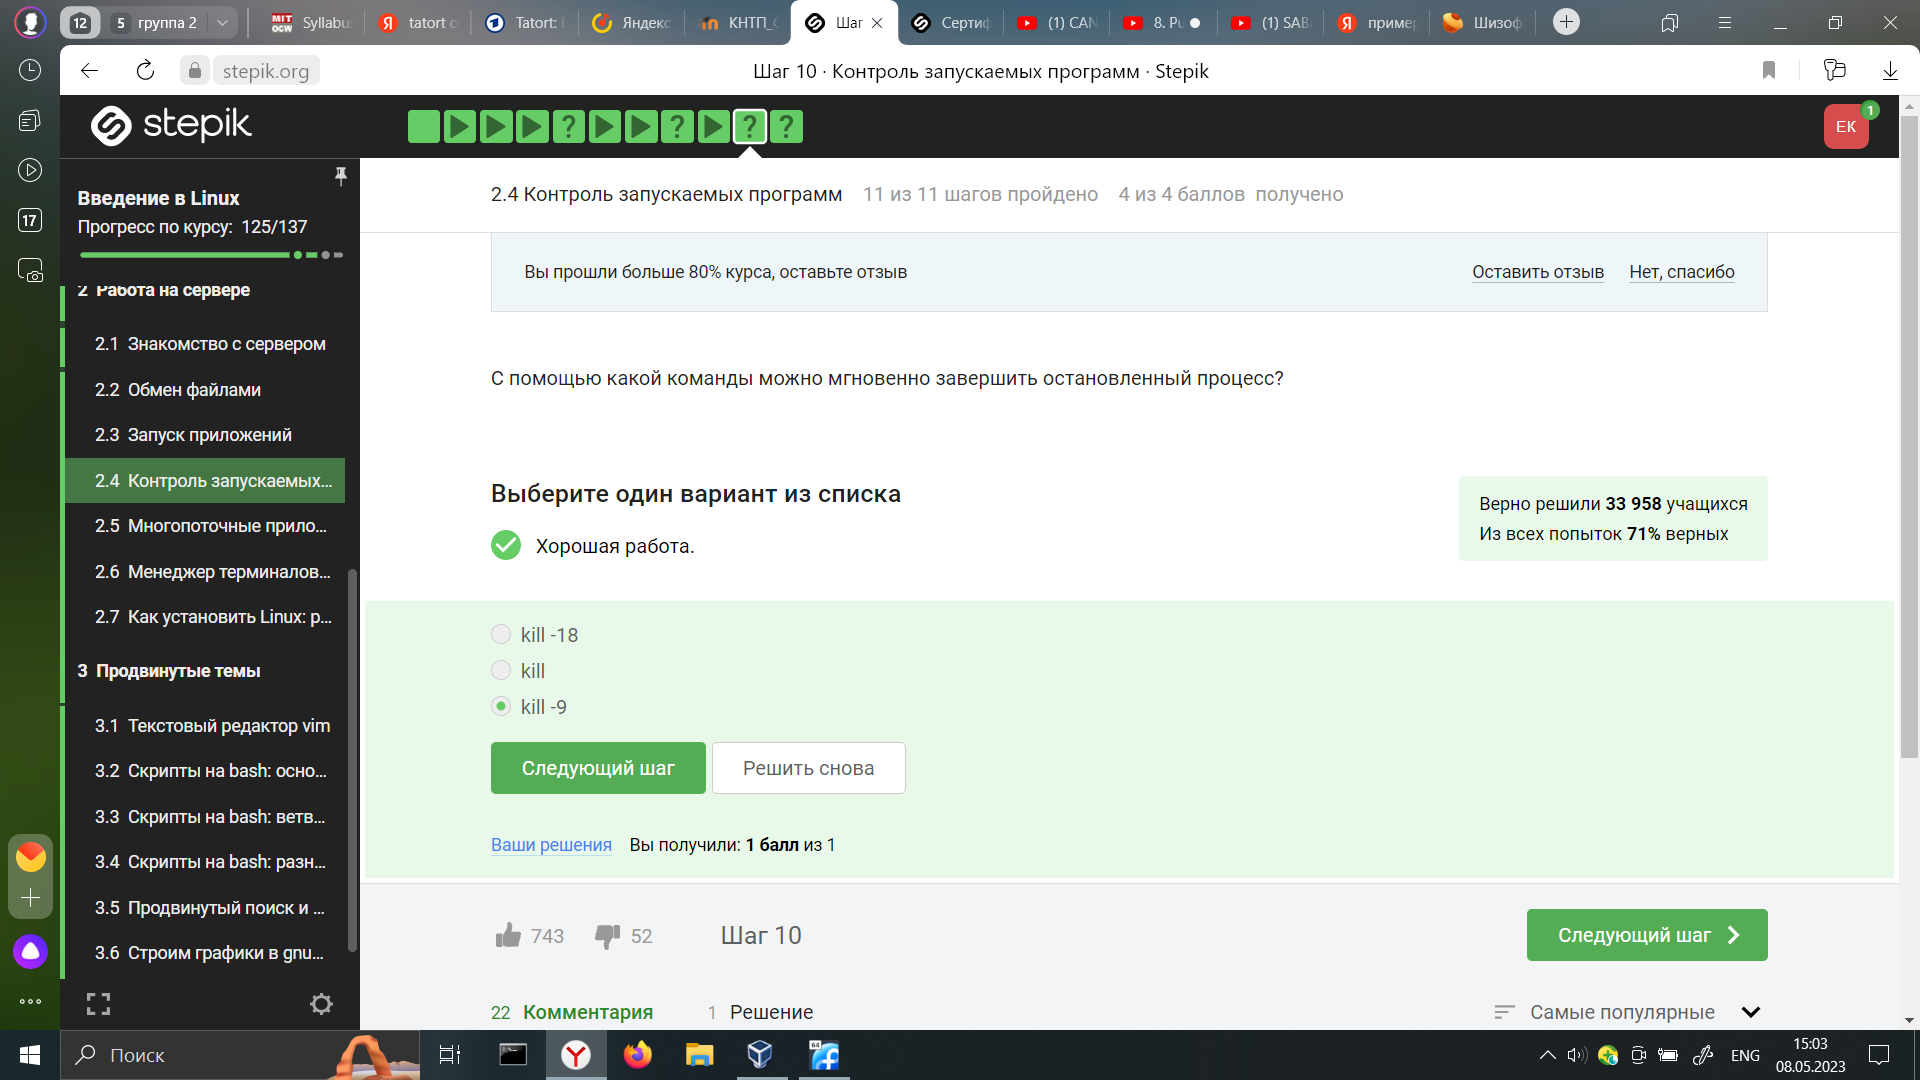 12
5 группа 2
MIT OCW Syllabu
Я tatort c
Tatort: 
Яндекс
КНТП_
Шаг
Сертиф
(1) CAN
8. Pu
(1) SAB
Я пример
Шизоф
stepik.org
Шаг 10 · Контроль запускаемых программ · Stepik
17
stepik
? ? ? ?
ЕК
1
Введение в Linux
Прогресс по курсу: 125/137
2 Работа на сервере
2.1 Знакомство с сервером
2.2 Обмен файлами
2.3 Запуск приложений
2.4 Контроль запускаемых...
2.5 Многопоточные прило...
2.6 Менеджер терминалов...
2.7 Как установить Linux: р...
3 Продвинутые темы
3.1 Текстовый редактор vim
3.2 Скрипты на bash: осно...
3.3 Скрипты на bash: ветв...
3.4 Скрипты на bash: разн...
3.5 Продвинутый поиск и ...
3.6 Строим графики в gnu...
2.4 Контроль запускаемых программ 11 из 11 шагов пройдено 4 из 4 баллов получено
Вы прошли больше 80% курса, оставьте отзыв
Оставить отзыв Нет, спасибо
С помощью какой команды можно мгновенно завершить остановленный процесс?
Выберите один вариант из списка
Хорошая работа.
Верно решили 33 958 учащихся
Из всех попыток 71% верных
kill -18
kill
kill -9
Следующий шаг
Решить снова
Ваши решения Вы получили: 1 балл из 1
743
52
Шаг 10
Следующий шаг
22 Комментария
1 Решение
Самые популярные
Поиск
64
ENG
15:03
08.05.2023